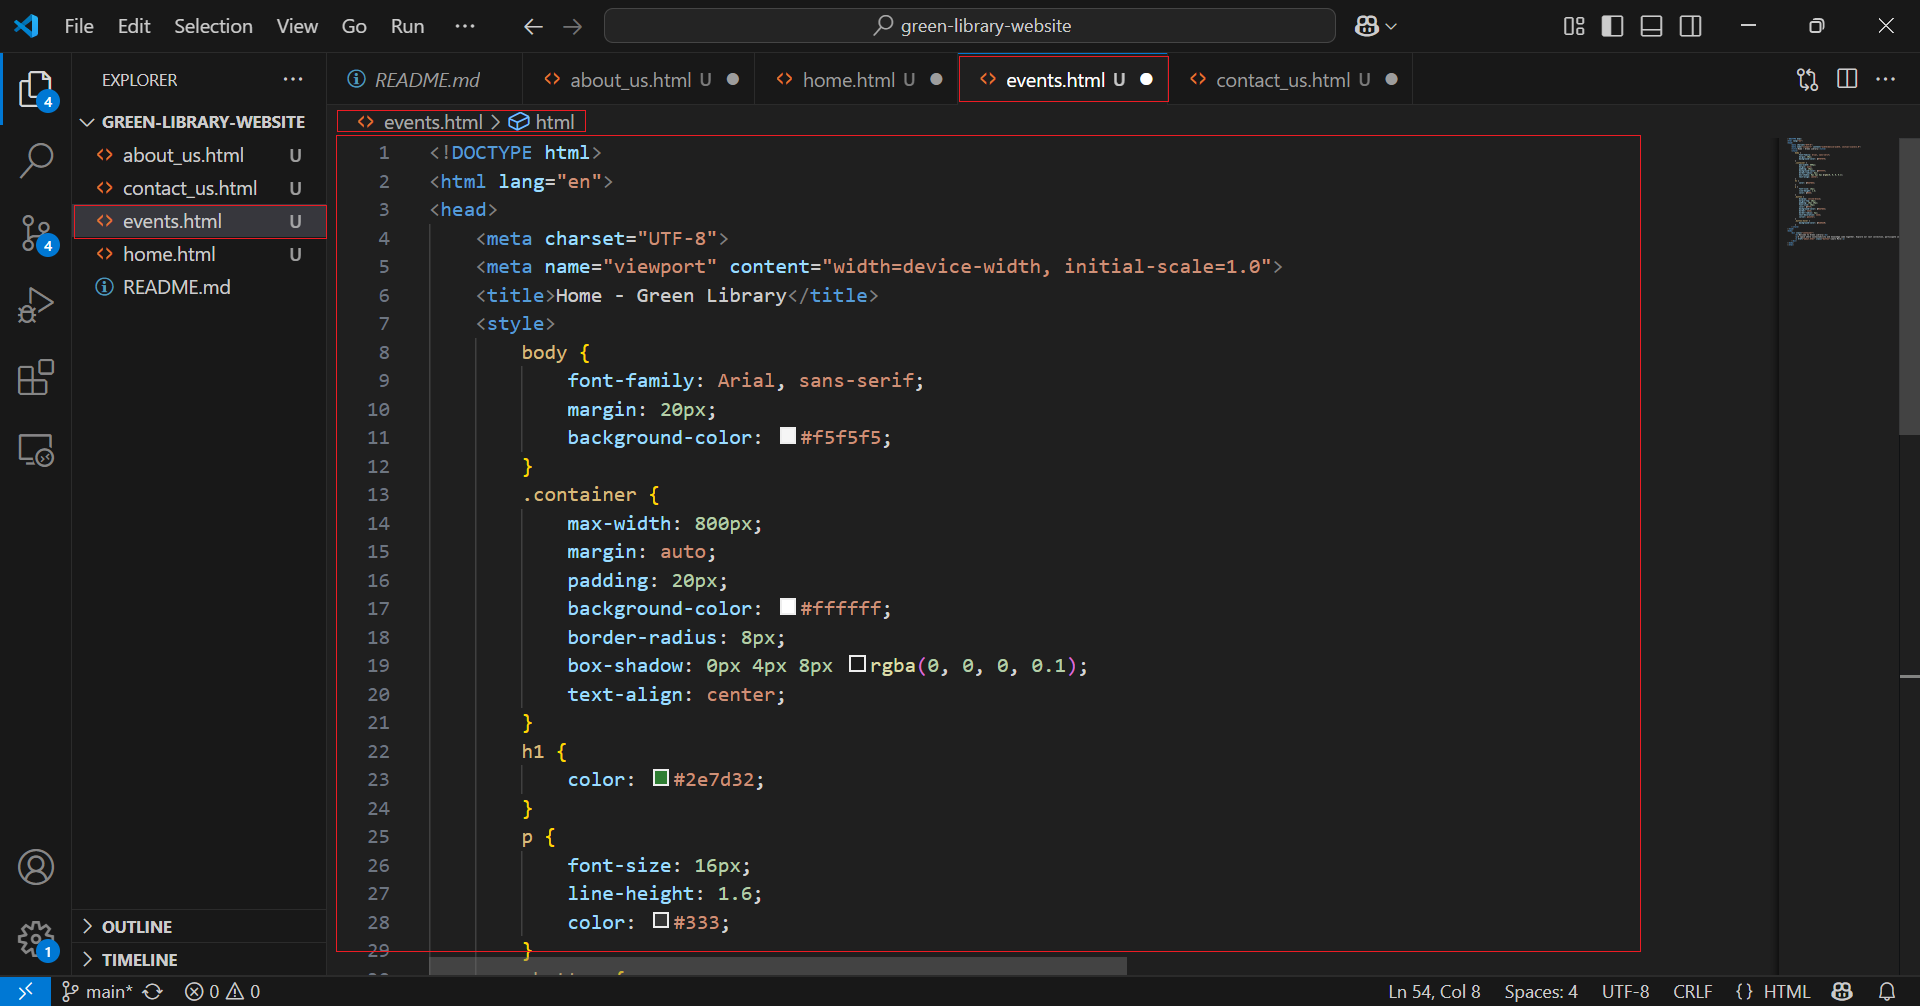 File Edit Selection View Go Run ··· green-library-website
EXPLORER ···
GREEN-LIBRARY-WEBSITE
about_us.html U
contact_us.html U
events.html U
home.html U
README.md
OUTLINE
TIMELINE
4
4
1
README.md about_us.html U home.html U events.html U contact_us.html U
events.html > html
1 <!DOCTYPE html>
2 <html lang="en">
3 <head>
4 <meta charset="UTF-8">
5 <meta name="viewport" content="width=device-width, initial-scale=1.0">
6 <title>Home - Green Library</title>
7 <style>
8 body {
9 font-family: Arial, sans-serif;
10 margin: 20px;
11 background-color: #f5f5f5;
12 }
13 .container {
14 max-width: 800px;
15 margin: auto;
16 padding: 20px;
17 background-color: #ffffff;
18 border-radius: 8px;
19 box-shadow: 0px 4px 8px rgba(0, 0, 0, 0.1);
20 text-align: center;
21 }
22 h1 {
23 color: #2e7d32;
24 }
25 p {
26 font-size: 16px;
27 line-height: 1.6;
28 color: #333;
29 }
main* 0 0 Ln 54, Col 8 Spaces: 4 UTF-8 CRLF {} HTML